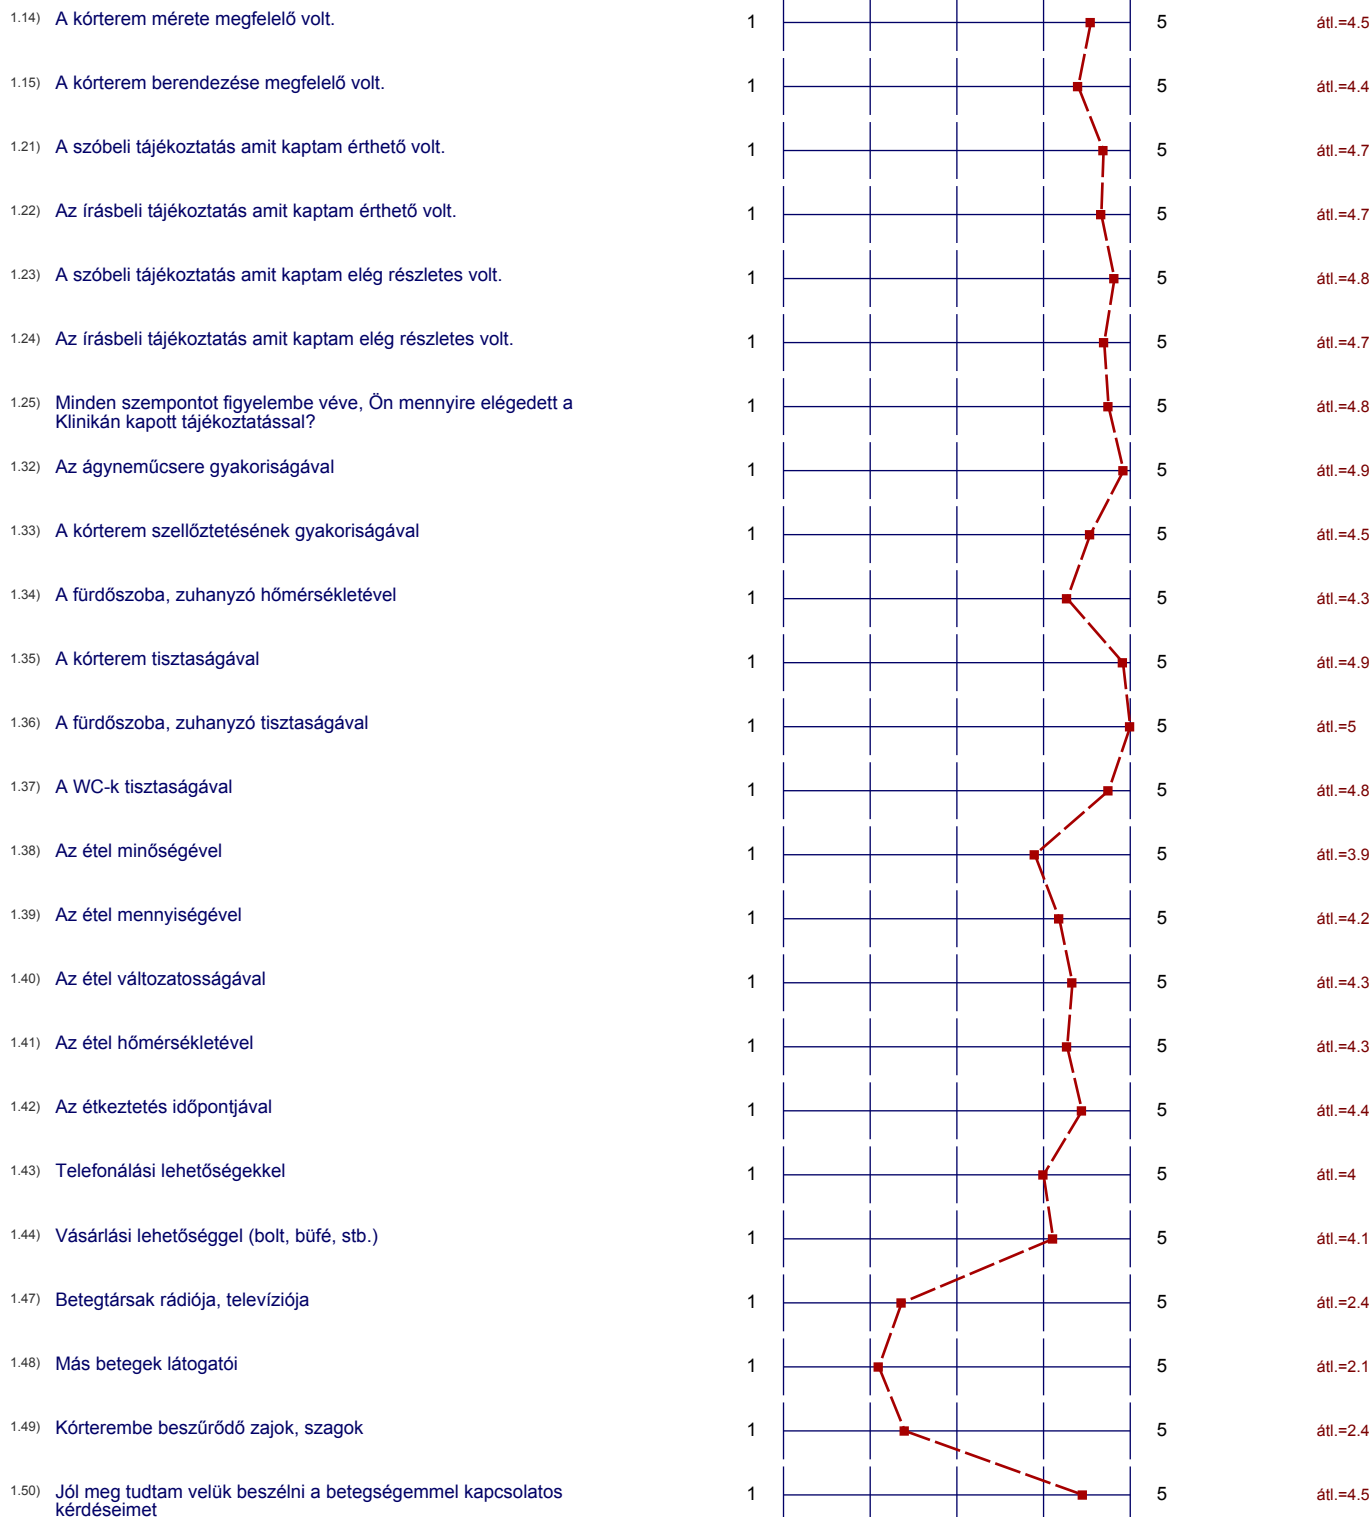 1.14) A kórterem mérete megfelelő volt. 1 5 átl.=4.5
1.15) A kórterem berendezése megfelelő volt. 1 5 átl.=4.4
1.21) A szóbeli tájékoztatás amit kaptam érthető volt. 1 5 átl.=4.7
1.22) Az írásbeli tájékoztatás amit kaptam érthető volt. 1 5 átl.=4.7
1.23) A szóbeli tájékoztatás amit kaptam elég részletes volt. 1 5 átl.=4.8
1.24) Az írásbeli tájékoztatás amit kaptam elég részletes volt. 1 5 átl.=4.7
1.25) Minden szempontot figyelembe véve, Ön mennyire elégedett a
Klinikán kapott tájékoztatással? 1 5 átl.=4.8
1.32) Az ágyneműcsere gyakoriságával 1 5 átl.=4.9
1.33) A kórterem szellőztetésének gyakoriságával 1 5 átl.=4.5
1.34) A fürdőszoba, zuhanyzó hőmérsékletével 1 5 átl.=4.3
1.35) A kórterem tisztaságával 1 5 átl.=4.9
1.36) A fürdőszoba, zuhanyzó tisztaságával 1 5 átl.=5
1.37) A WC-k tisztaságával 1 5 átl.=4.8
1.38) Az étel minőségével 1 5 átl.=3.9
1.39) Az étel mennyiségével 1 5 átl.=4.2
1.40) Az étel változatosságával 1 5 átl.=4.3
1.41) Az étel hőmérsékletével 1 5 átl.=4.3
1.42) Az étkeztetés időpontjával 1 5 átl.=4.4
1.43) Telefonálási lehetőségekkel 1 5 átl.=4
1.44) Vásárlási lehetőséggel (bolt, büfé, stb.) 1 5 átl.=4.1
1.47) Betegtársak rádiója, televíziója 1 5 átl.=2.4
1.48) Más betegek látogatói 1 5 átl.=2.1
1.49) Kórterembe beszűrődő zajok, szagok 1 5 átl.=2.4
1.50) Jól meg tudtam velük beszélni a betegségemmel kapcsolatos
kérdéseimet 1 5 átl.=4.5